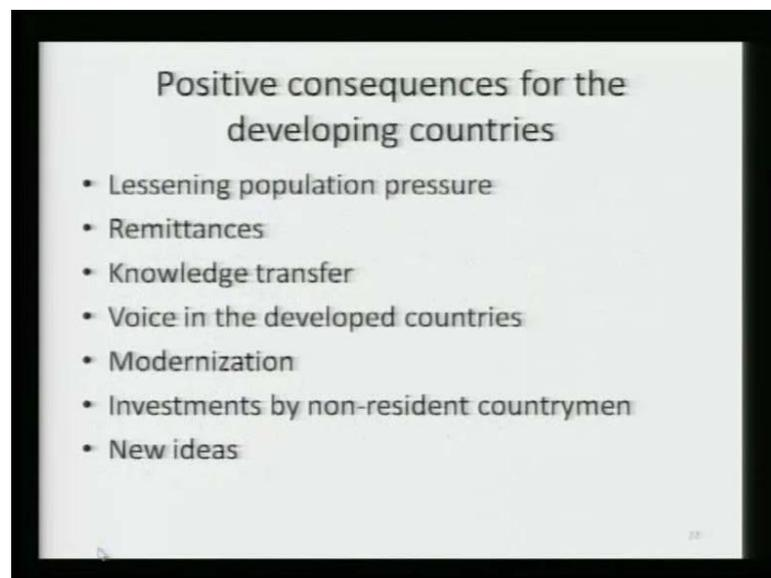 Positive consequences for the
developing countries
• Lessening population pressure
• Remittances
• Knowledge transfer
• Voice in the developed countries
• Modernization
• Investments by non-resident countrymen
• New ideas